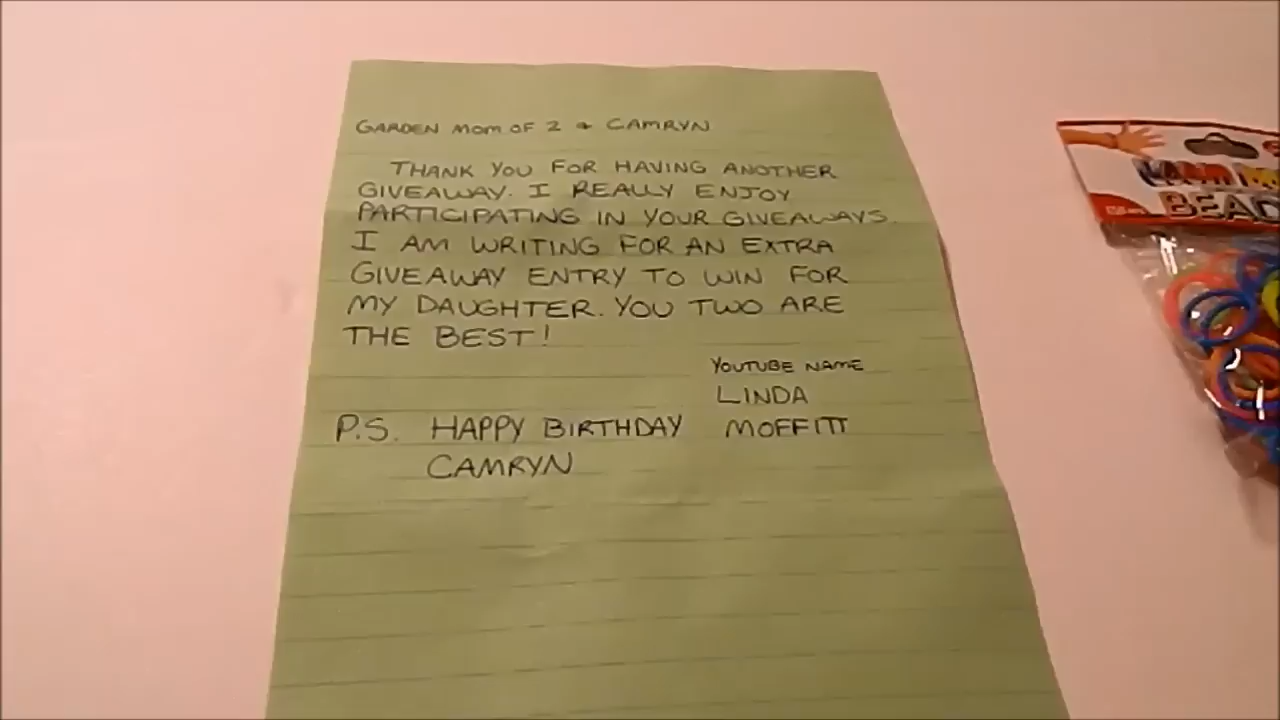 GARDEN MOM OF 2 & CAMRYN
THANK YOU FOR HAVING ANOTHER
GIVEAWAY. I REALLY ENJOY
PARTICIPATING IN YOUR GIVEAWAYS.
I AM WRITING FOR AN EXTRA
GIVEAWAY ENTRY TO WIN FOR
MY DAUGHTER. YOU TWO ARE
THE BEST!
YOUTUBE NAME
LINDA
MOFFITT
P.S. HAPPY BIRTHDAY
CAMRYN
BEAD